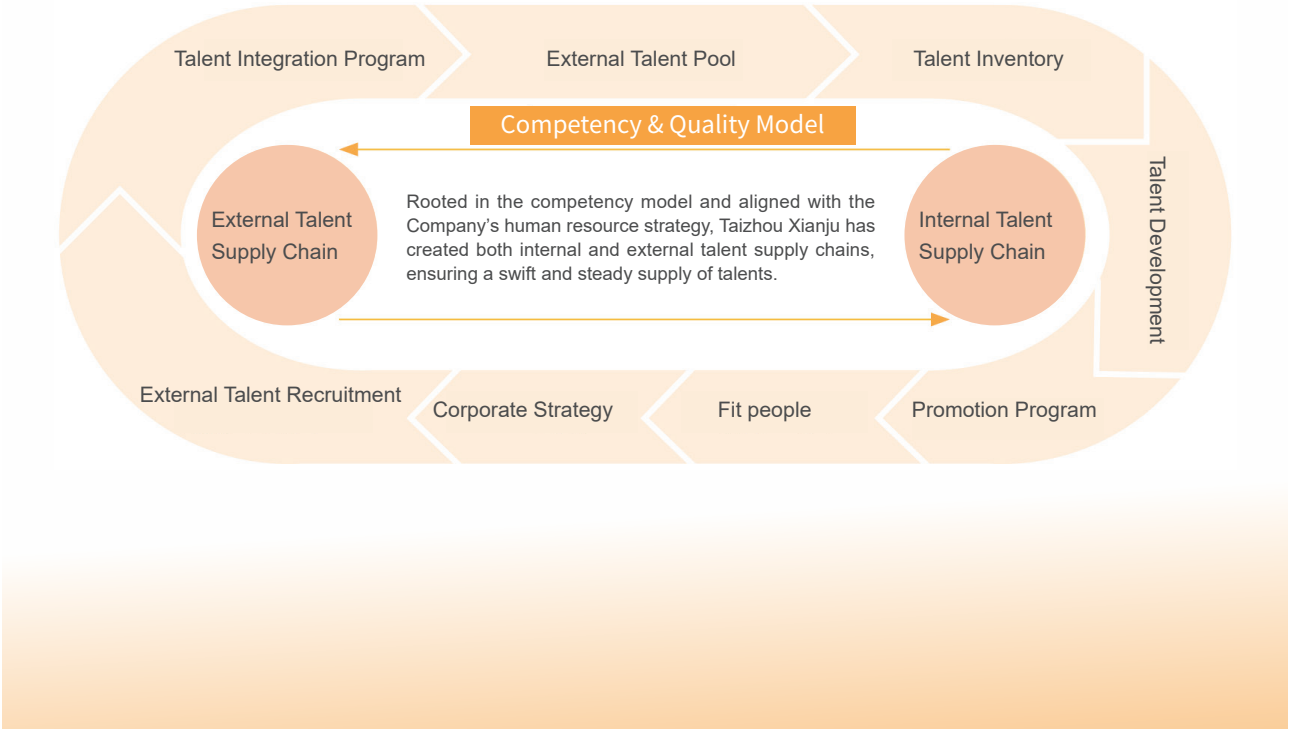 Talent Integration Program
External Talent Pool
Talent Inventory
Competency & Quality Model
External Talent
Supply Chain
Rooted in the competency model and aligned with the
Company’s human resource strategy, Taizhou Xianju has
created both internal and external talent supply chains,
ensuring a swift and steady supply of talents.
Internal Talent
Supply Chain
Talent Development
External Talent Recruitment
Corporate Strategy
Fit people
Promotion Program